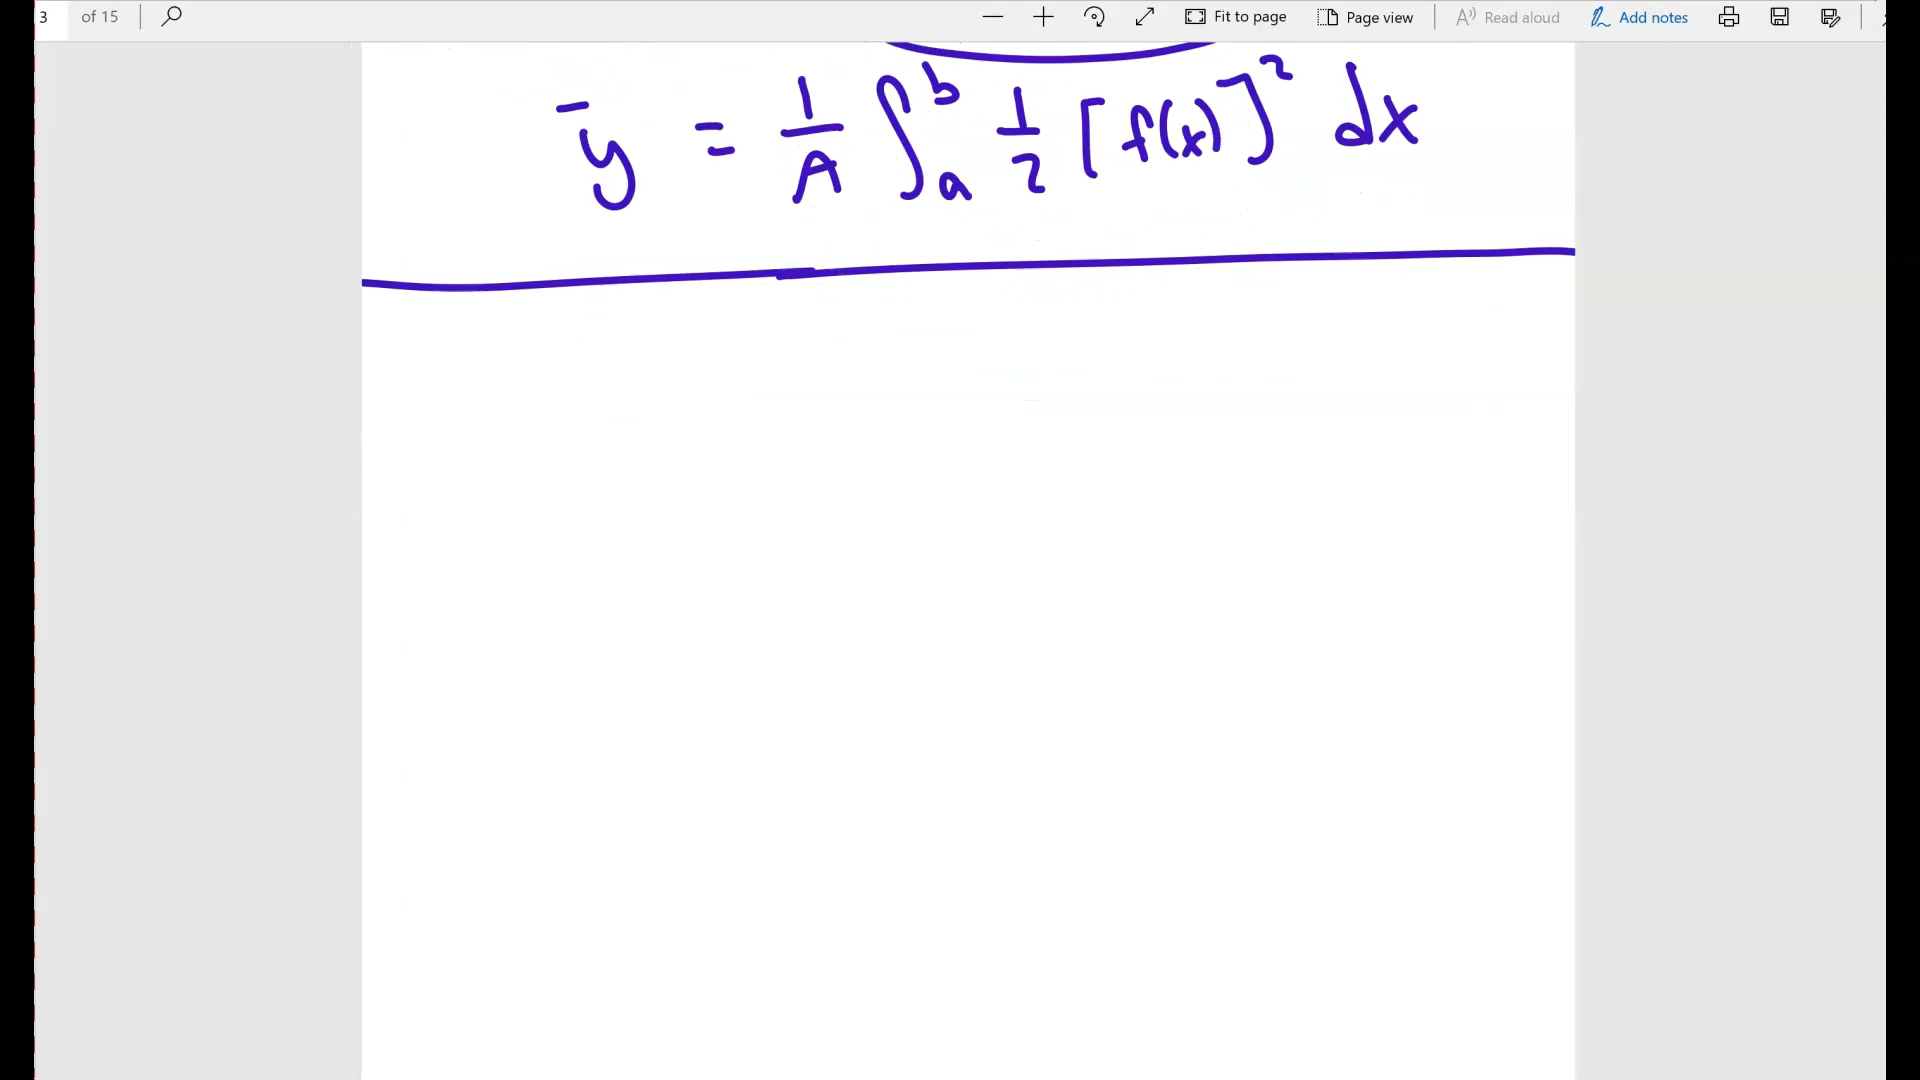 3 of 15 Fit to page Page view Read aloud Add notes
ȳ = 1/A ∫_a^b 1/2 [f(x)]² dx